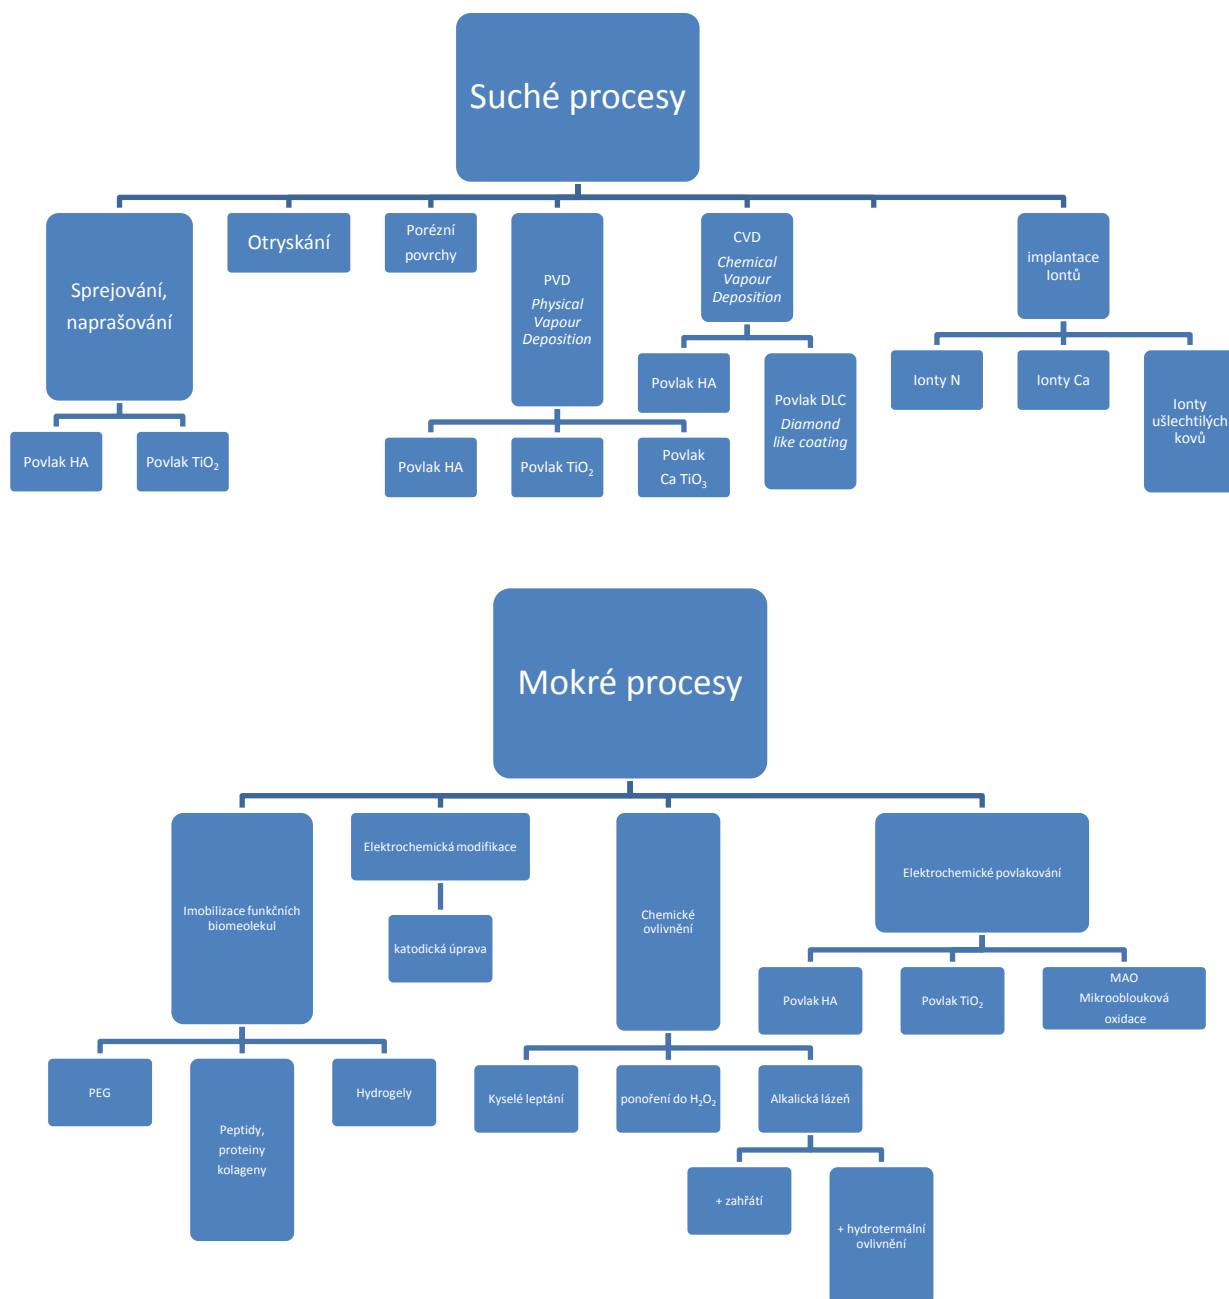 Suché procesy
Sprejování,
naprašování
Povlak HA
Povlak TiO₂
Otryskání
Porézní
povrchy
PVD
Physical
Vapour
Deposition
Povlak HA
Povlak TiO₂
Povlak
Ca TiO₃
CVD
Chemical
Vapour
Deposition
Povlak HA
Povlak DLC
Diamond
like coating
implantace
Iontů
Ionty N
Ionty Ca
Ionty
ušlechtilých
kovů
Mokré procesy
Imobilizace funkčních
biomeolekul
PEG
Peptidy,
proteiny
kolageny
Hydrogely
Elektrochemická modifikace
katodická úprava
Chemické
ovlivnění
Kyselé leptání
ponoření do H₂O₂
Alkalická lázeň
+ zahřátí
+ hydrotermální
ovlivnění
Elektrochemické povlakování
Povlak HA
Povlak TiO₂
MAO
Mikrooblouková
oxidace